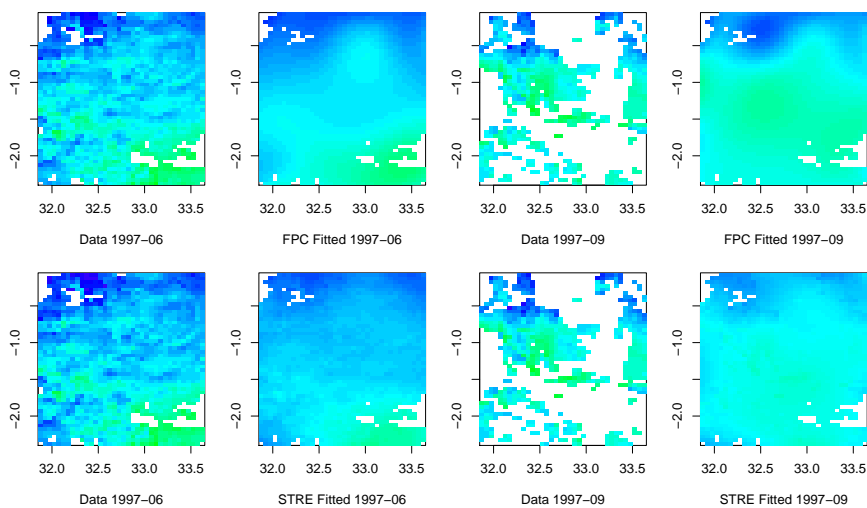 -1.0
-2.0
32.0 32.5 33.0 33.5
Data 1997-06
-1.0
-2.0
32.0 32.5 33.0 33.5
FPC Fitted 1997-06
-1.0
-2.0
32.0 32.5 33.0 33.5
Data 1997-09
-1.0
-2.0
32.0 32.5 33.0 33.5
FPC Fitted 1997-09
-1.0
-2.0
32.0 32.5 33.0 33.5
Data 1997-06
-1.0
-2.0
32.0 32.5 33.0 33.5
STRE Fitted 1997-06
-1.0
-2.0
32.0 32.5 33.0 33.5
Data 1997-09
-1.0
-2.0
32.0 32.5 33.0 33.5
STRE Fitted 1997-09